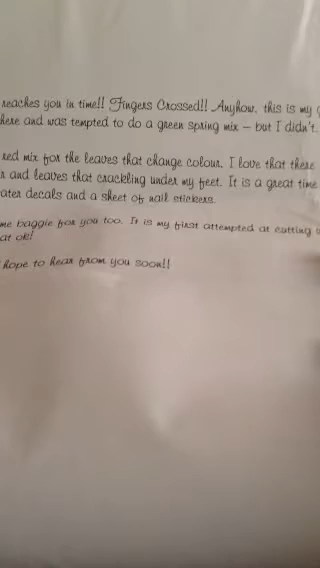 reaches you in time!! Fingers Crossed!! Anyhow, this is my
here and was tempted to do a green spring mix – but I didn't.
red mix for the leaves that change colour. I love that there
and leaves that crackling under my feet. It is a great time
decals and a sheet of nail stickers.
me baggie for you too. It is my first attempted at cutting
at ok!!
hope to hear from you soon!!